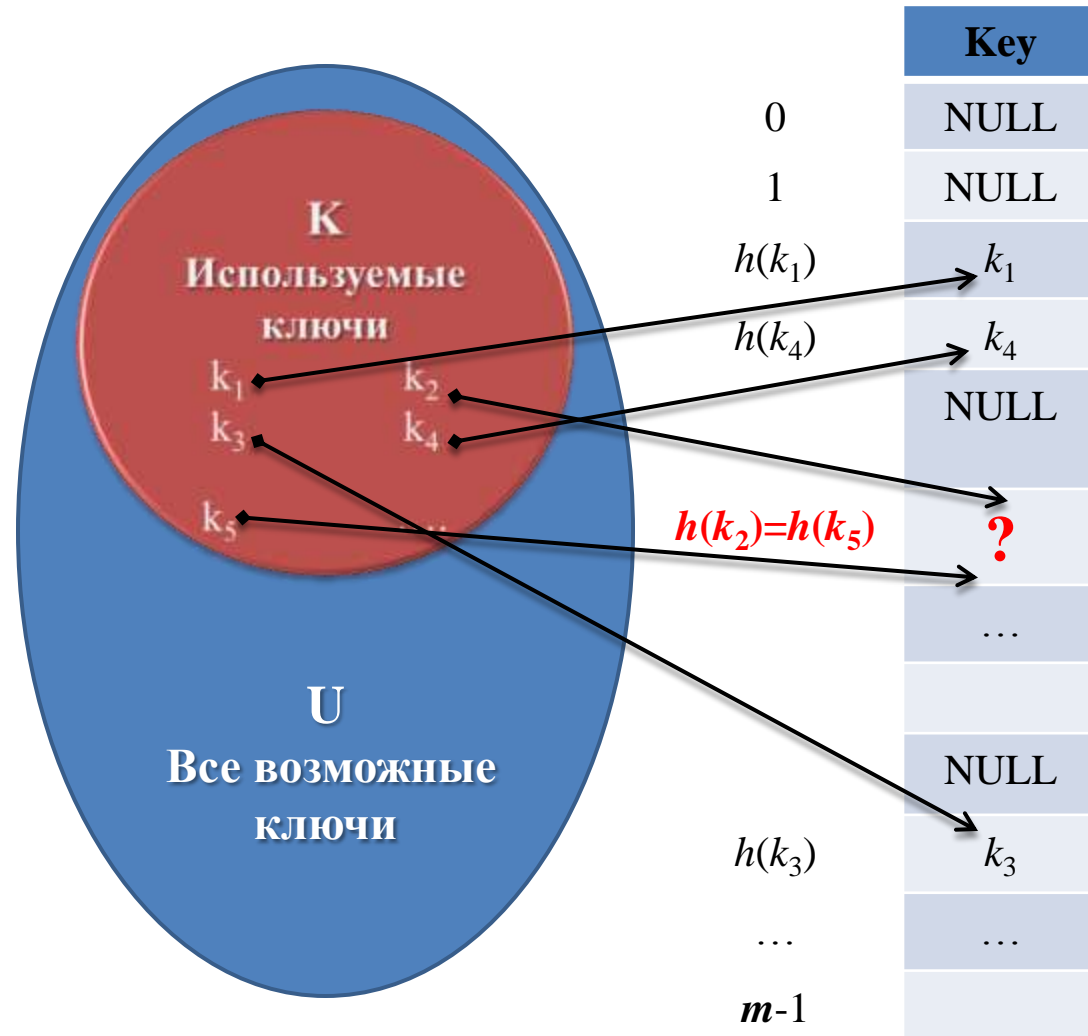 Key
0 NULL
1 NULL
K
Используемые
ключи
h(k₁) k₁
h(k₄) k₄
k₁ k₂
NULL
k₃ k₄
k₅
h(k₂)=h(k₅) ?
…
U
Все возможные
ключи
NULL
h(k₃) k₃
… …
m-1